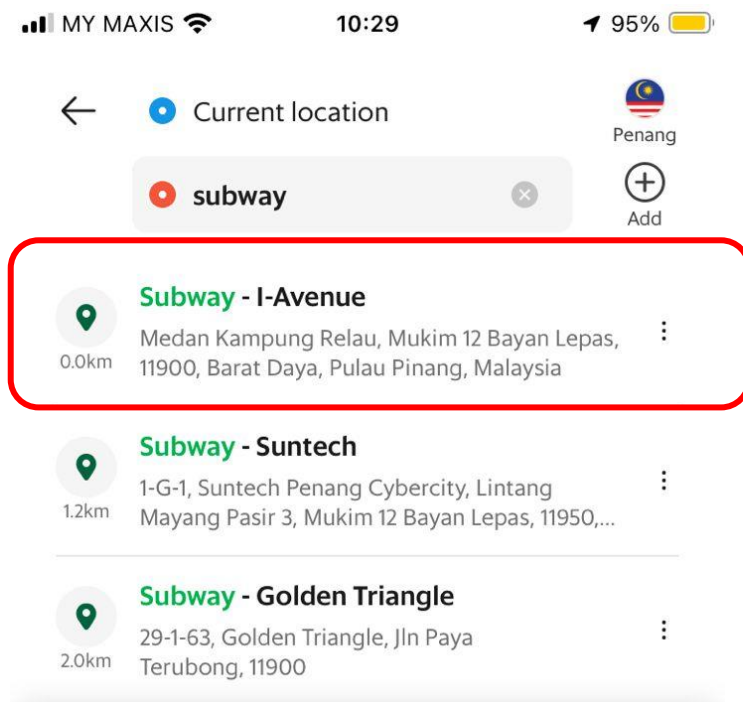 MY MAXIS 10:29 95%
Current location
Penang
subway
Add
Subway - I-Avenue
Medan Kampung Relau, Mukim 12 Bayan Lepas,
0.0km
11900, Barat Daya, Pulau Pinang, Malaysia
Subway - Suntech
1-G-1, Suntech Penang Cybercity, Lintang
1.2km
Mayang Pasir 3, Mukim 12 Bayan Lepas, 11950,...
Subway - Golden Triangle
29-1-63, Golden Triangle, Jln Paya
2.0km
Terubong, 11900